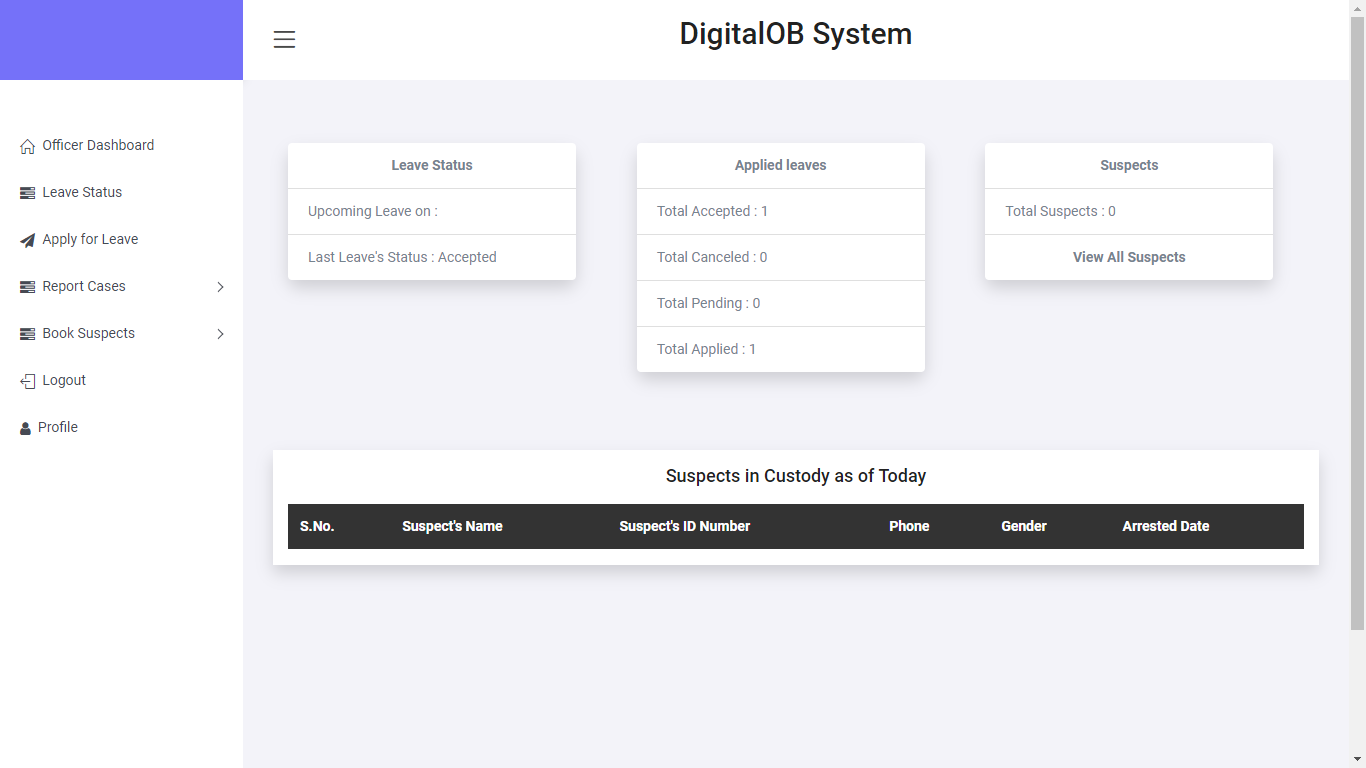 DigitalOB System
Officer Dashboard
Leave Status
Apply for Leave
Report Cases
Book Suspects
Logout
Profile
Leave Status
Upcoming Leave on :
Last Leave's Status : Accepted
Applied leaves
Total Accepted : 1
Total Canceled : 0
Total Pending : 0
Total Applied : 1
Suspects
Total Suspects : 0
View All Suspects
Suspects in Custody as of Today
S.No. Suspect's Name Suspect's ID Number Phone Gender Arrested Date